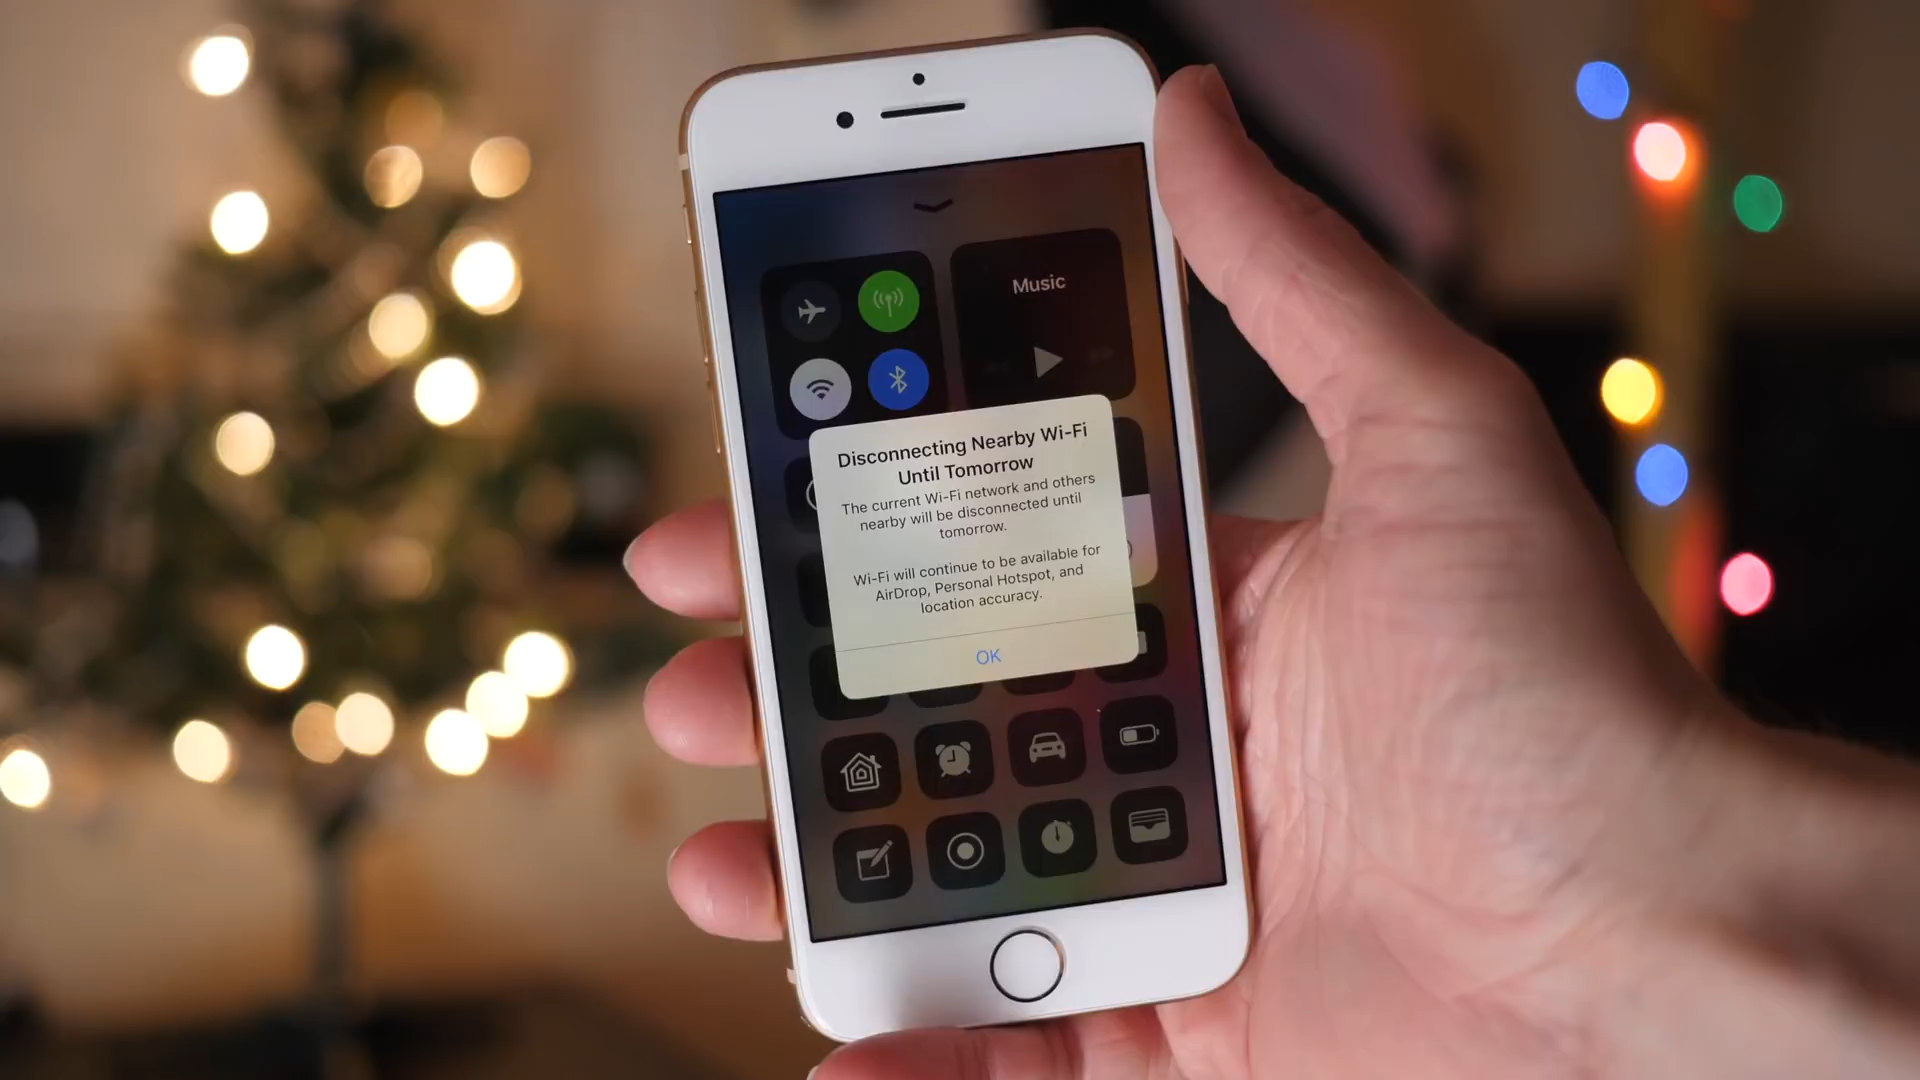 Music
Disconnecting Nearby Wi-Fi
Until Tomorrow
The current Wi-Fi network and others
nearby will be disconnected until
tomorrow.
Wi-Fi will continue to be available for
AirDrop, Personal Hotspot, and
location accuracy.
OK